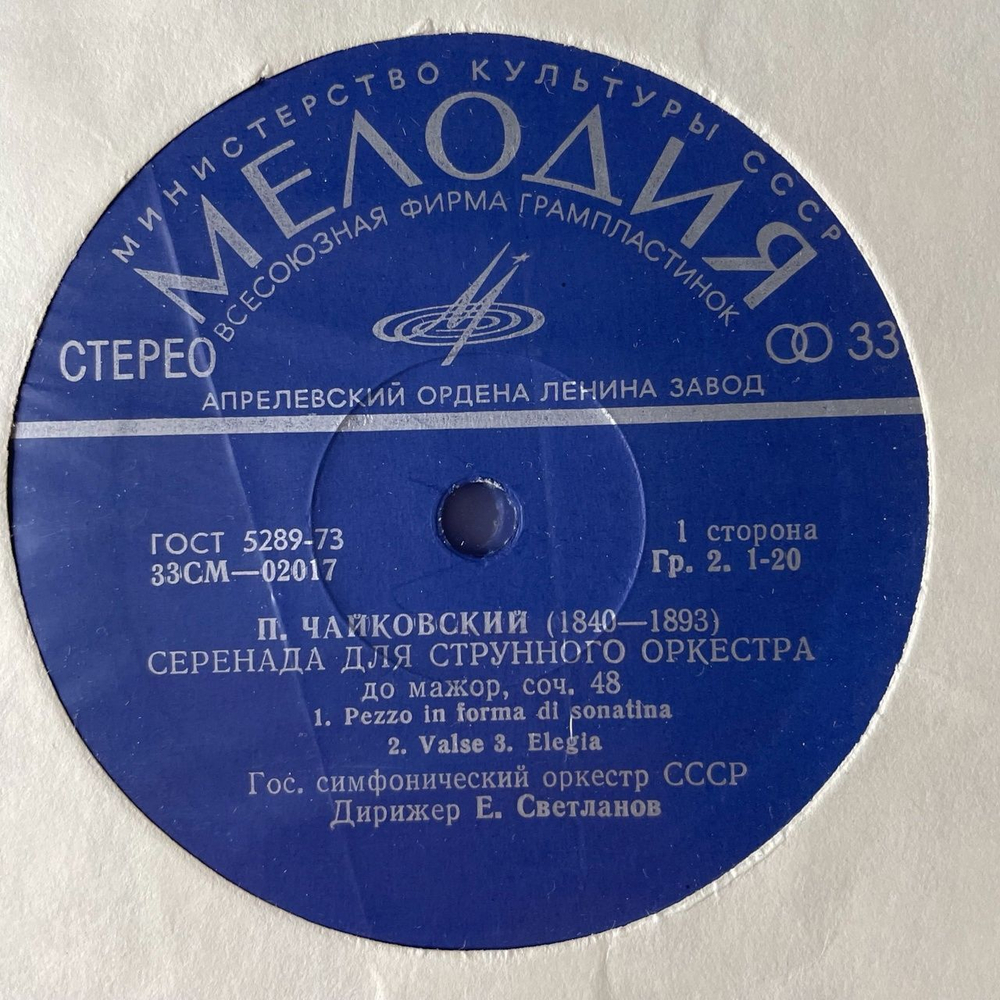 МИНИСТЕРСТВО КУЛЬТУРЫ СССР
МЕЛОДИЯ
ВСЕСОЮЗНАЯ ФИРМА ГРАМПЛАСТИНОК
СТЕРЕО
33
АПРЕЛЕВСКИЙ ОРДЕНА ЛЕНИНА ЗАВОД
ГОСТ 5289-73
33СМ—02017
1 сторона
Гр. 2. 1-20
П. ЧАЙКОВСКИЙ (1840—1893)
СЕРЕНАДА ДЛЯ СТРУННОГО ОРКЕСТРА
до мажор, соч. 48
1. Pezzo in forma di sonatina
2. Valse 3. Elegia
Гос. симфонический оркестр СССР
Дирижер Е. Светланов